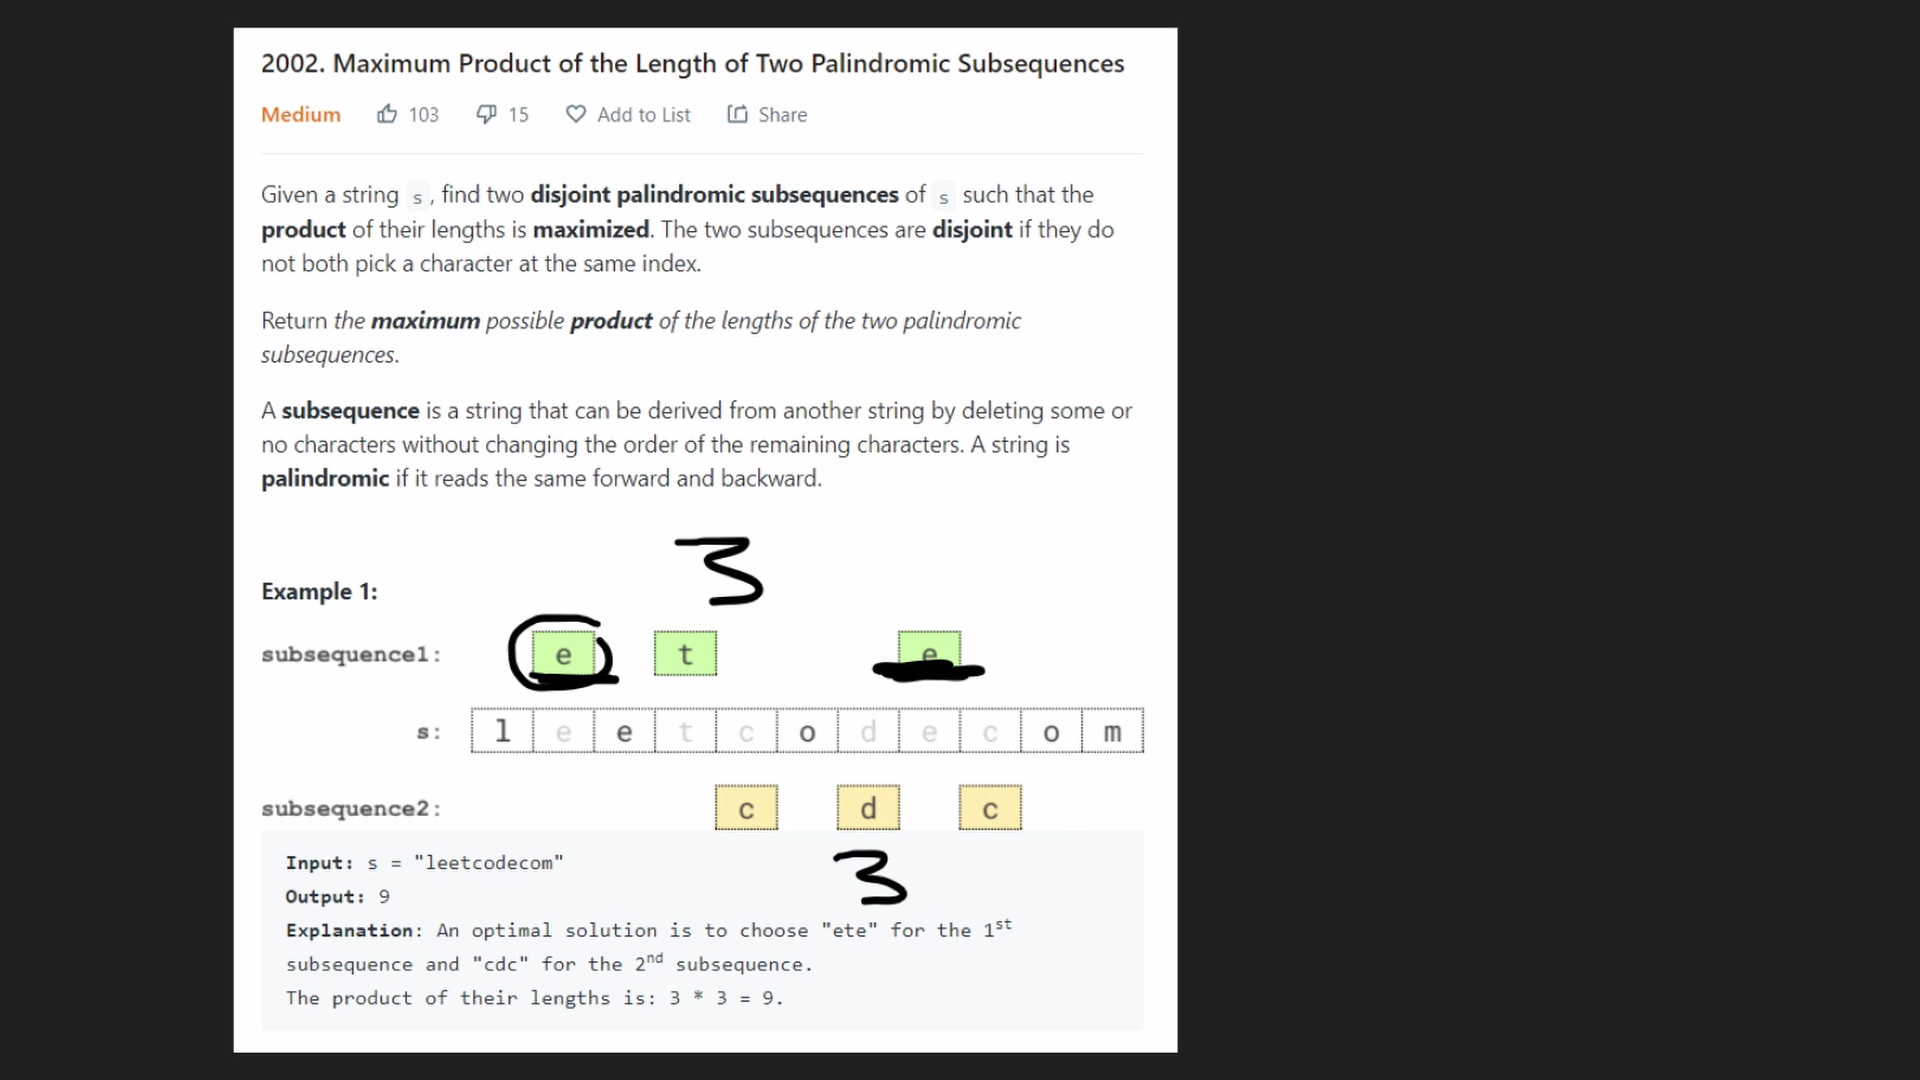 2002. Maximum Product of the Length of Two Palindromic Subsequences
Medium 103 15 Add to List Share
Given a string s, find two disjoint palindromic subsequences of s such that the
product of their lengths is maximized. The two subsequences are disjoint if they do
not both pick a character at the same index.
Return the maximum possible product of the lengths of the two palindromic
subsequences.
A subsequence is a string that can be derived from another string by deleting some or
no characters without changing the order of the remaining characters. A string is
palindromic if it reads the same forward and backward.
3
Example 1:
subsequence1: e t e
s: l e e t c o d e c o m
subsequence2: c d c
Input: s = "leetcodecom"
3
Output: 9
Explanation: An optimal solution is to choose "ete" for the 1st
subsequence and "cdc" for the 2nd subsequence.
The product of their lengths is: 3 * 3 = 9.